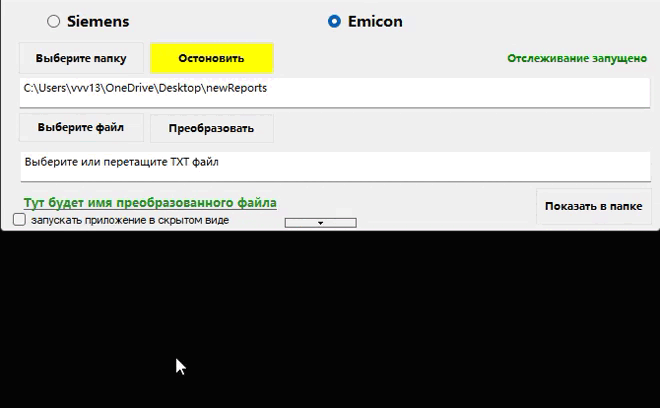 Siemens
Emicon
Выберите папку
Остоновить
Отслеживание запущено
C:\Users\vvv13\OneDrive\Desktop\newReports
Выберите файл
Преобразовать
Выберите или перетащите TXT файл
Тут будет имя преобразованного файла
Показать в папке
запускать приложение в скрытом виде